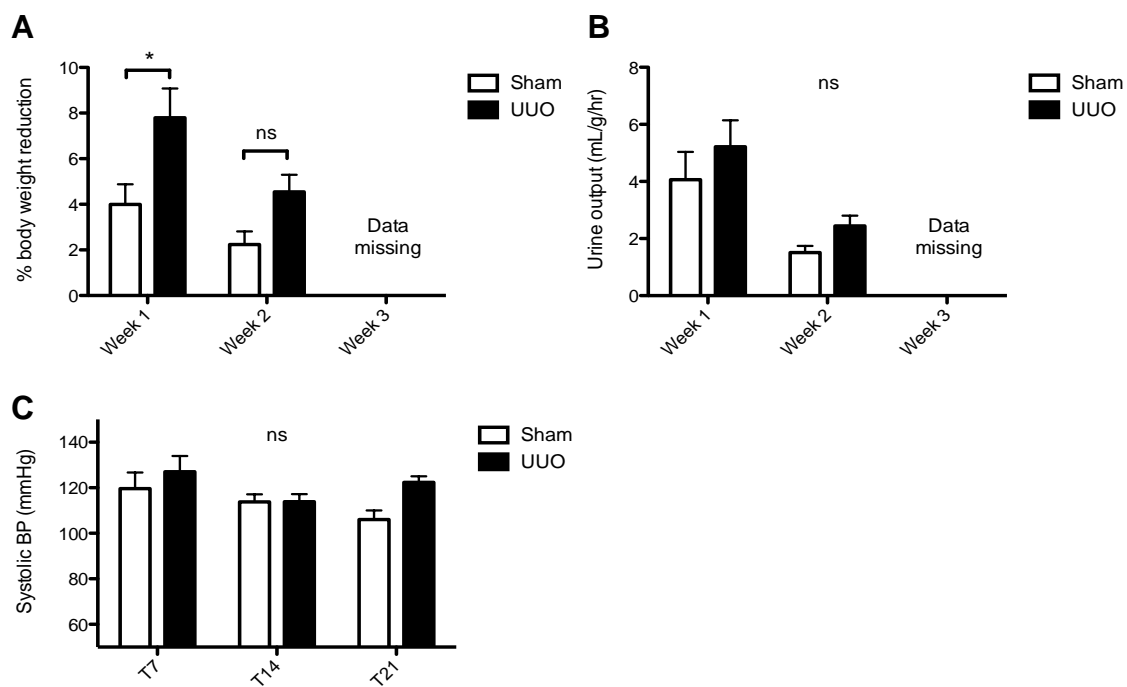 A
% body weight reduction
10
8
6
4
2
0
*
ns
Data
missing
Week 1
Week 2
Week 3
Sham
UUO
B
Urine output (mL/g/hr)
8
6
4
2
0
ns
Data
missing
Week 1
Week 2
Week 3
Sham
UUO
C
Systolic BP (mmHg)
140
120
100
80
60
ns
T7
T14
T21
Sham
UUO